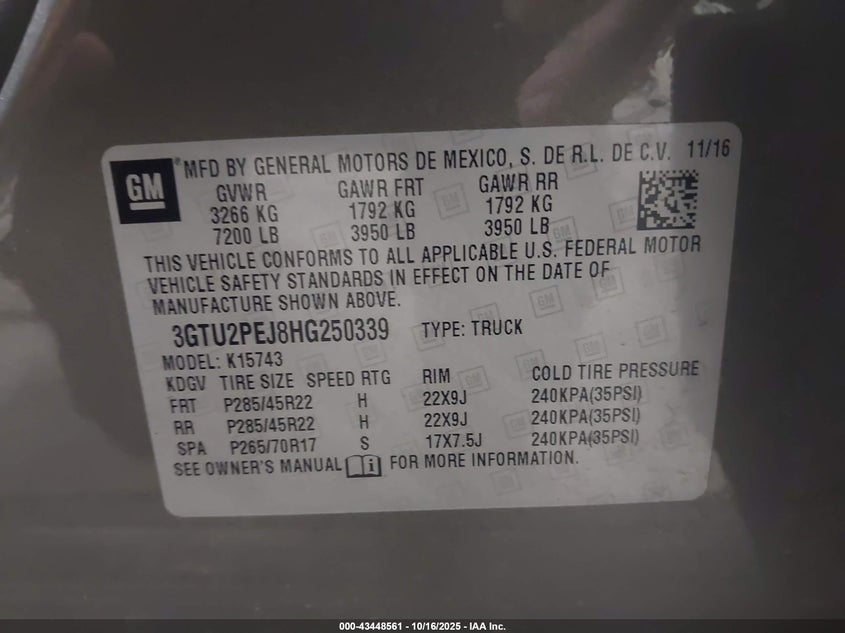 GM
®MFD BY GENERAL MOTORS DE MEXICO, S. DE R.L. DE C.V. 11/16
GVWR GAWR FRT GAWR RR
3266 KG 1792 KG 1792 KG
7200 LB 3950 LB 3950 LB
THIS VEHICLE CONFORMS TO ALL APPLICABLE U.S. FEDERAL MOTOR
VEHICLE SAFETY STANDARDS IN EFFECT ON THE DATE OF
MANUFACTURE SHOWN ABOVE.
3GTU2PEJ8HG250339 TYPE: TRUCK
MODEL: K15743
KDGV TIRE SIZE SPEED RTG RIM COLD TIRE PRESSURE
FRT P285/45R22 H 22X9J 240KPA(35PSI)
RR P285/45R22 H 22X9J 240KPA(35PSI)
SPA P265/70R17 S 17X7.5J 240KPA(35PSI)
SEE OWNER'S MANUAL FOR MORE INFORMATION.
000-43448561 - 10/16/2025 - IAA Inc.